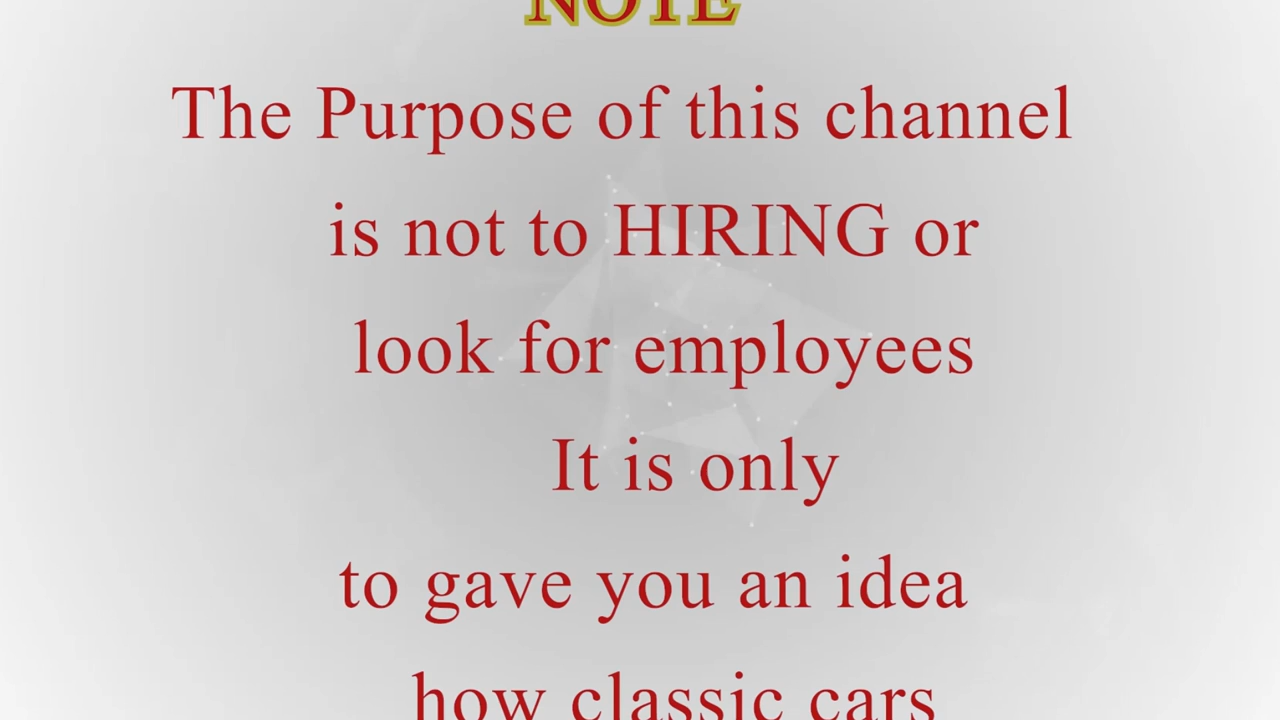 NOTE
The Purpose of this channel
is not to HIRING or
look for employees
It is only
to gave you an idea
how classic cars